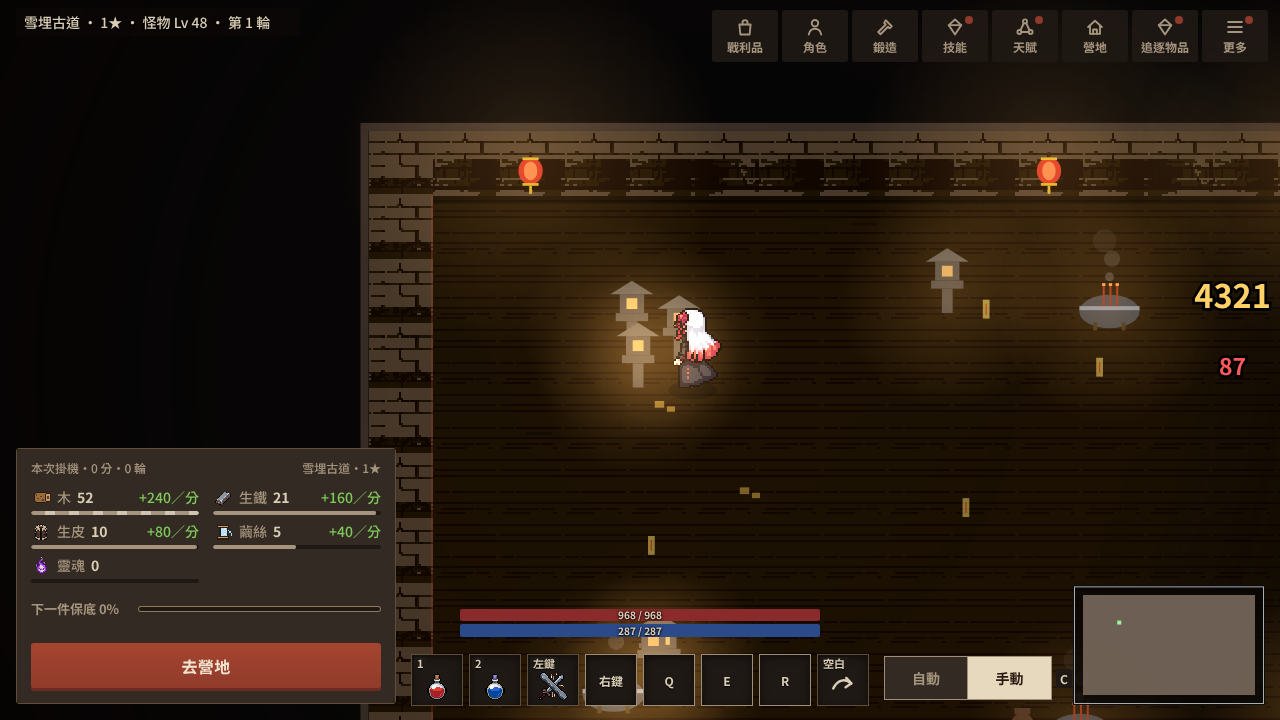 雪埋古道 · 1★ · 怪物 Lv 48 · 第 1 輪
戰利品
角色
鍛造
技能
天賦
營地
追逐物品
更多
4321
87
本次掛機·0 分·0 輪
雪埋古道·1★
木 52 +240／分
生鐵 21 +160／分
生皮 10 +80／分
繭絲 5 +40／分
靈魂 0
下一件保底 0%
去營地
968 / 968
287 / 287
1
2
左鍵
右鍵
Q
E
R
空白
自動
手動
C